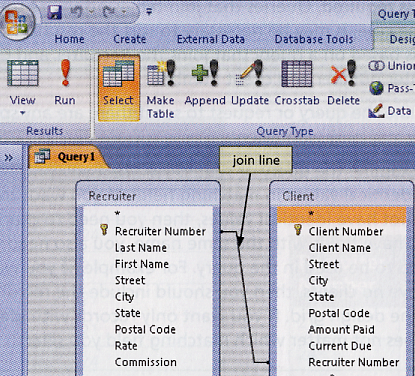 Query T
Home Create External Data Database Tools Desig
View Run Select Make Table Append Update Crosstab Delete
Union
Pass-T
Data
Results Query Type
» Query1
join line
Recruiter
*
Recruiter Number
Last Name
First Name
Street
City
State
Postal Code
Rate
Commission
Client
*
Client Number
Client Name
Street
City
State
Postal Code
Amount Paid
Current Due
Recruiter Number